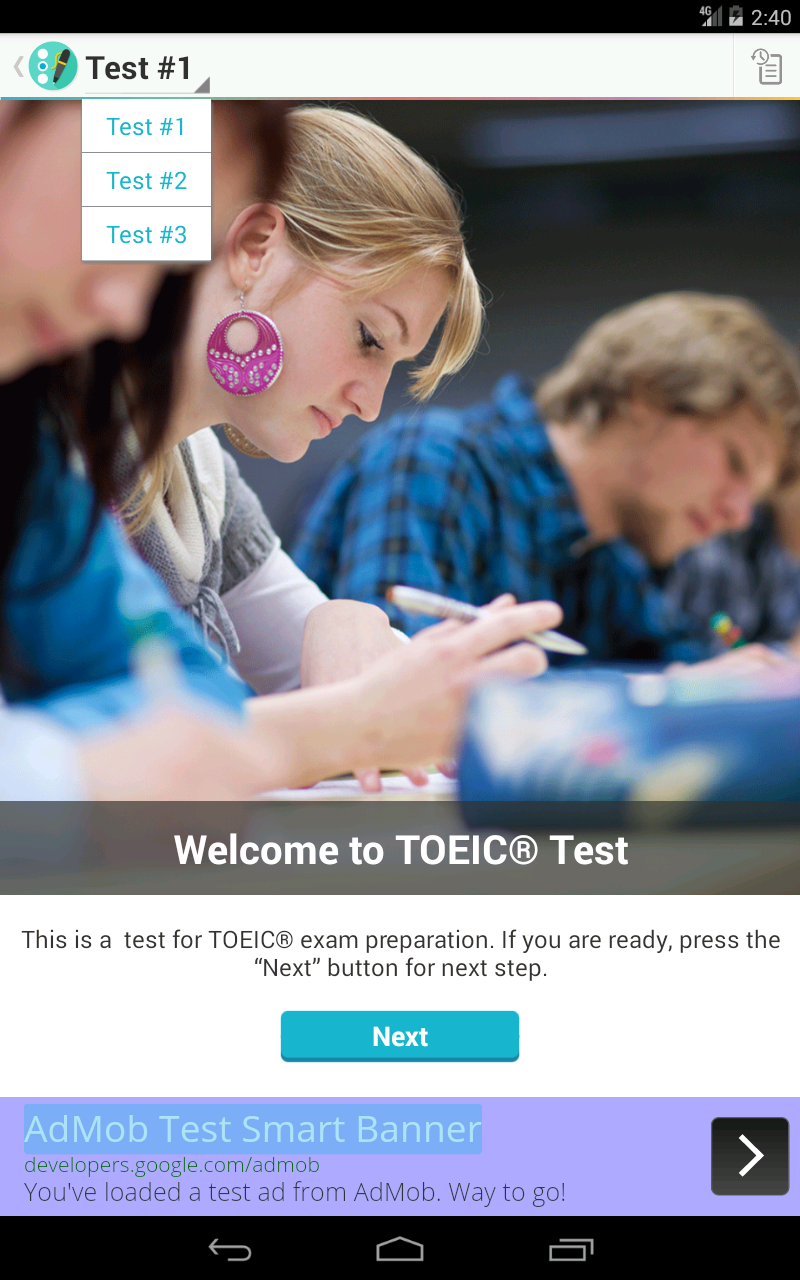 4G 2:40
Test #1
Test #1
Test #2
Test #3
Welcome to TOEIC® Test
This is a  test for TOEIC® exam preparation. If you are ready, press the
“Next” button for next step.
Next
AdMob Test Smart Banner
developers.google.com/admob
You've loaded a test ad from AdMob. Way to go!